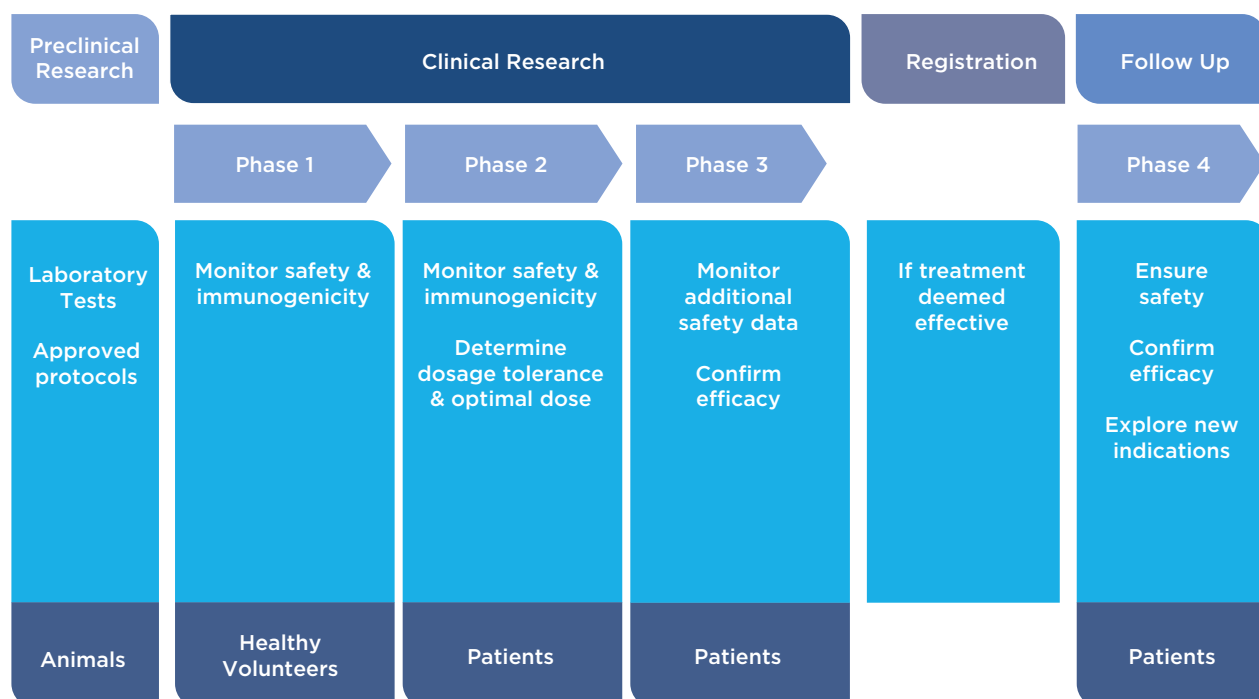 Preclinical
Research
Clinical Research
Registration
Follow Up
Phase 1
Phase 2
Phase 3
Phase 4
Laboratory
Tests
Approved
protocols
Monitor safety &
immunogenicity
Monitor safety &
immunogenicity
Determine
dosage tolerance
& optimal dose
Monitor
additional
safety data
Confirm
efficacy
If treatment
deemed
effective
Ensure
safety
Confirm
efficacy
Explore new
indications
Animals
Healthy
Volunteers
Patients
Patients
Patients